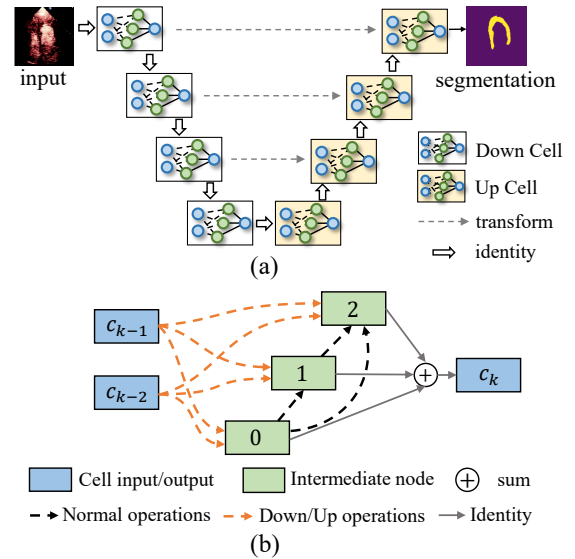 input
segmentation
Down Cell
Up Cell
transform
identity
(a)
c_{k-1}
c_{k-2}
2
1
0
+
c_k
Cell input/output
Intermediate node
+ sum
Normal operations
Down/Up operations
Identity
(b)